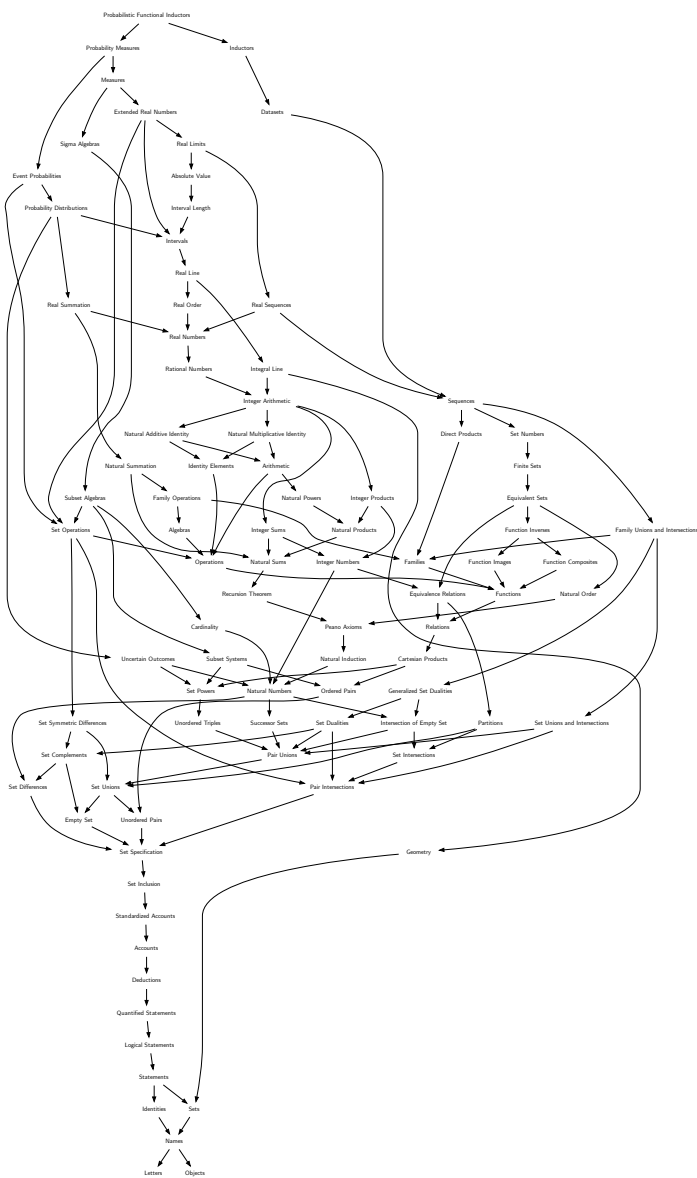 Probabilistic Functional Inductors
Probability Measures
Inductors
Measures
Extended Real Numbers
Datasets
Sigma Algebras
Real Limits
Event Probabilities
Absolute Value
Probability Distributions
Interval Length
Intervals
Real Line
Real Summation
Real Order
Real Sequences
Real Numbers
Rational Numbers
Integral Line
Integer Arithmetic
Sequences
Natural Additive Identity
Natural Multiplicative Identity
Direct Products
Set Numbers
Natural Summation
Identity Elements
Arithmetic
Finite Sets
Subset Algebras
Family Operations
Natural Powers
Integer Products
Equivalent Sets
Set Operations
Algebras
Integer Sums
Natural Products
Function Inverses
Family Unions and Intersections
Operations
Natural Sums
Integer Numbers
Families
Function Images
Function Composites
Recursion Theorem
Equivalence Relations
Functions
Natural Order
Cardinality
Peano Axioms
Relations
Uncertain Outcomes
Subset Systems
Natural Induction
Cartesian Products
Set Powers
Natural Numbers
Ordered Pairs
Generalized Set Dualities
Set Symmetric Differences
Unordered Triples
Successor Sets
Set Dualities
Intersection of Empty Set
Partitions
Set Unions and Intersections
Set Complements
Pair Unions
Set Intersections
Set Differences
Set Unions
Pair Intersections
Empty Set
Unordered Pairs
Set Specification
Geometry
Set Inclusion
Standardized Accounts
Accounts
Deductions
Quantified Statements
Logical Statements
Statements
Identities
Sets
Names
Letters
Objects